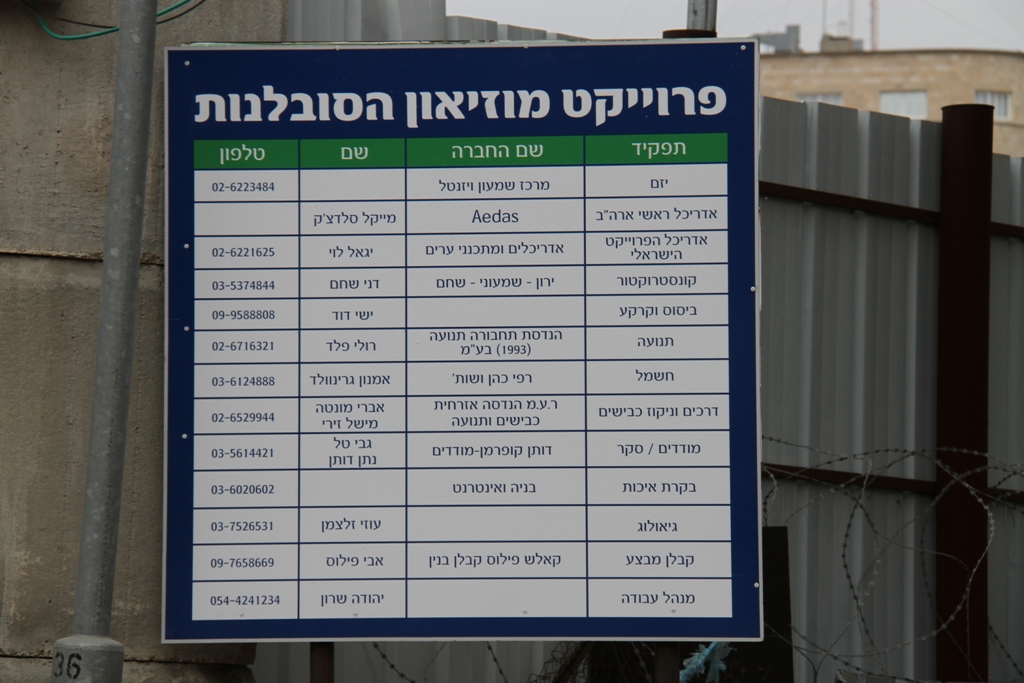 פרוייקט מוזיאון הסובלנות
תפקיד שם החברה שם טלפון
יזם מרכז שמעון ויזנטל 02-6223484
אדריכל ראשי ארה"ב Aedas מייקל סלדצ'ק
אדריכל הפרוייקט
הישראלי אדריכלים ומתכנני ערים יגאל לוי 02-6221625
קונסטרוקטור ירון - שמעוני - שחם דני שחם 03-5374844
ביסוס וקרקע ישי דוד 09-9588808
תנועה הנדסת תחבורה תנועה
(1993) בע"מ רולי פלד 02-6716321
חשמל רפי כהן ושות' אמנון גרינוולד 03-6124888
דרכים וניקוז כבישים ר.ע.מ הנדסה אזרחית
כבישים ותנועה אברי מונטה
מישל זירי 02-6529944
מודדים / סקר דותן קופרמן-מודדים גבי טל
נתן דותן 03-5614421
בקרת איכות בניה ואינטרנט 03-6020602
גיאולוג עוזי זלצמן 03-7526531
קבלן מבצע קאלש פילוס קבלן בנין אבי פילוס 09-7658669
מנהל עבודה יהודה שרון 054-4241234
36